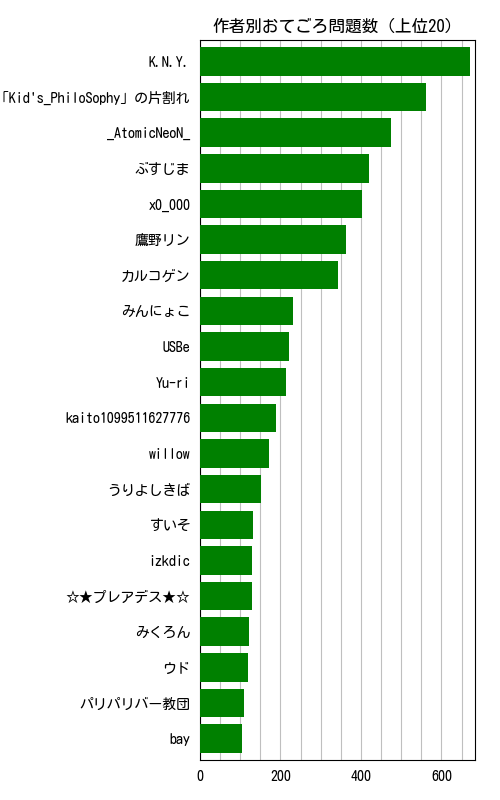 作者別おてごろ問題数 (上位20)
K.N.Y.
「Kid's_PhiloSophy」の片割れ
_AtomicNeoN_
ぶすじま
x0_000
鷹野リン
カルコゲン
みんにょこ
USBe
Yu-ri
kaito1099511627776
willow
うりよしきば
すいそ
izkdic
☆★プレアデス★☆
みくろん
ウド
パリパリバー教団
bay
0 200 400 600